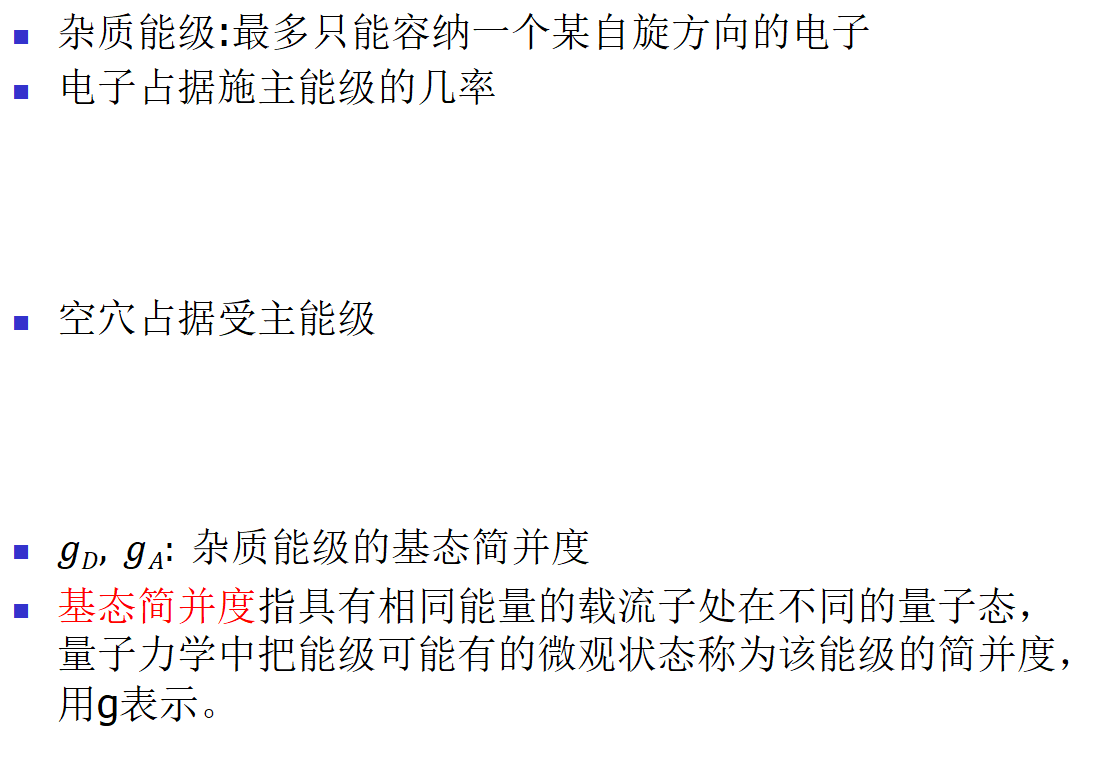 ■ 杂质能级:最多只能容纳一个某自旋方向的电子
■ 电子占据施主能级的几率
■ 空穴占据受主能级
■ g_D, g_A: 杂质能级的基态简并度
■ 基态简并度指具有相同能量的载流子处在不同的量子态，
量子力学中把能级可能有的微观状态称为该能级的简并度，
用g表示。